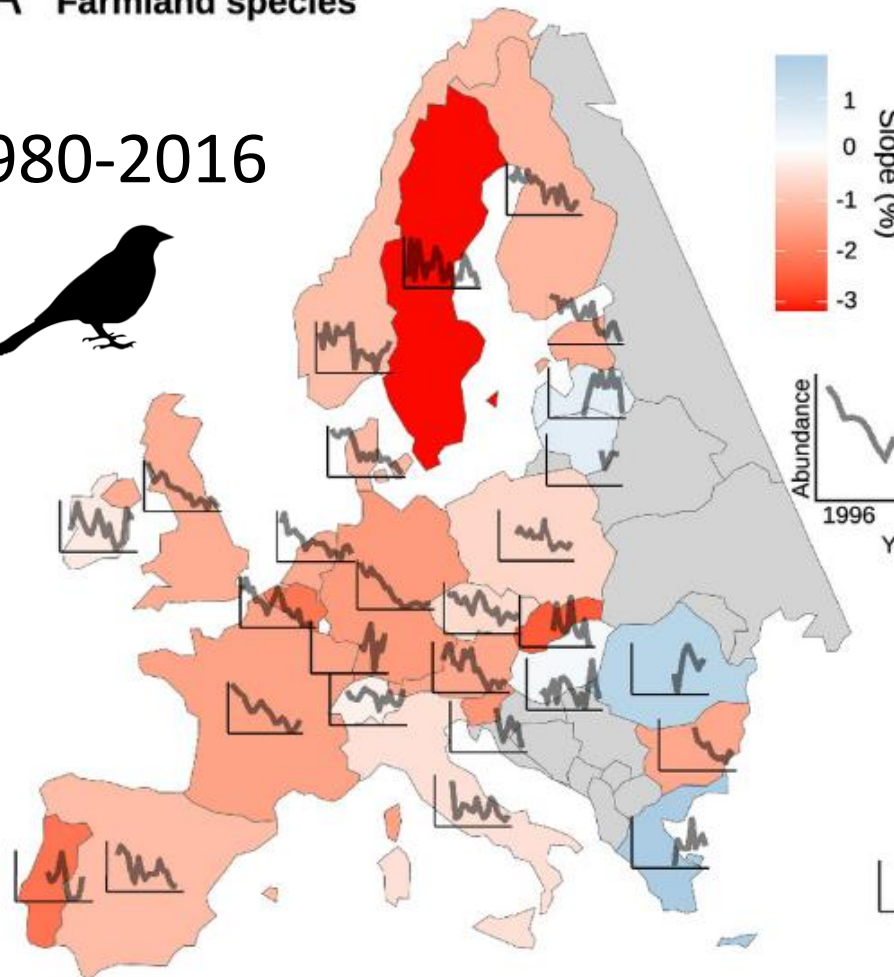 A Farmland species
980-2016
1
0
-1
-2
-3
Slope (%)
Abundance
1996
Y